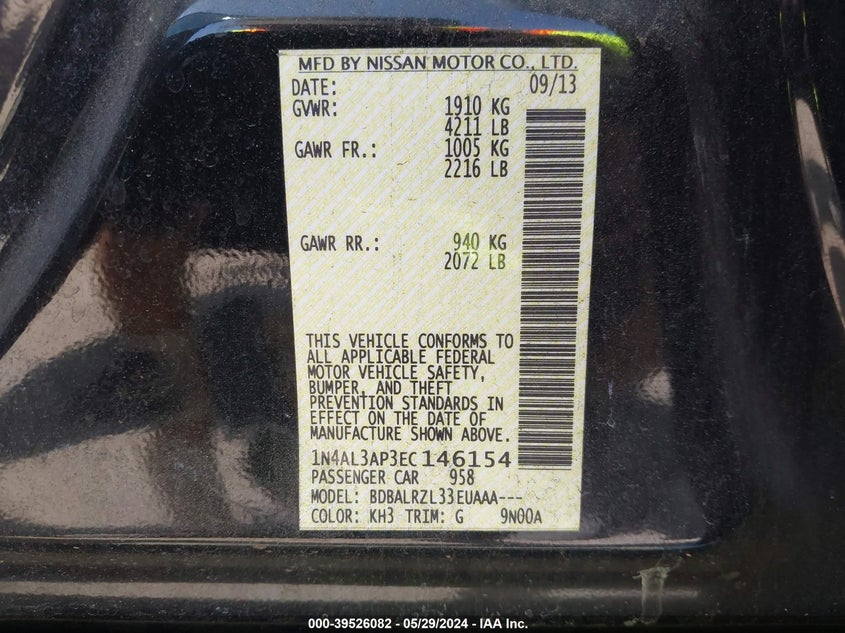 MFD BY NISSAN MOTOR CO., LTD.
DATE: 09/13
GVWR: 1910 KG
4211 LB
GAWR FR.: 1005 KG
2216 LB
GAWR RR.: 940 KG
2072 LB
THIS VEHICLE CONFORMS TO
ALL APPLICABLE FEDERAL
MOTOR VEHICLE SAFETY,
BUMPER, AND THEFT
PREVENTION STANDARDS IN
EFFECT ON THE DATE OF
MANUFACTURE SHOWN ABOVE.
1N4AL3AP3EC146154
PASSENGER CAR 958
MODEL: BDBALRZL33EUAAA---
COLOR: KH3 TRIM: G 9N00A
000-39526082 - 05/29/2024 - IAA Inc.